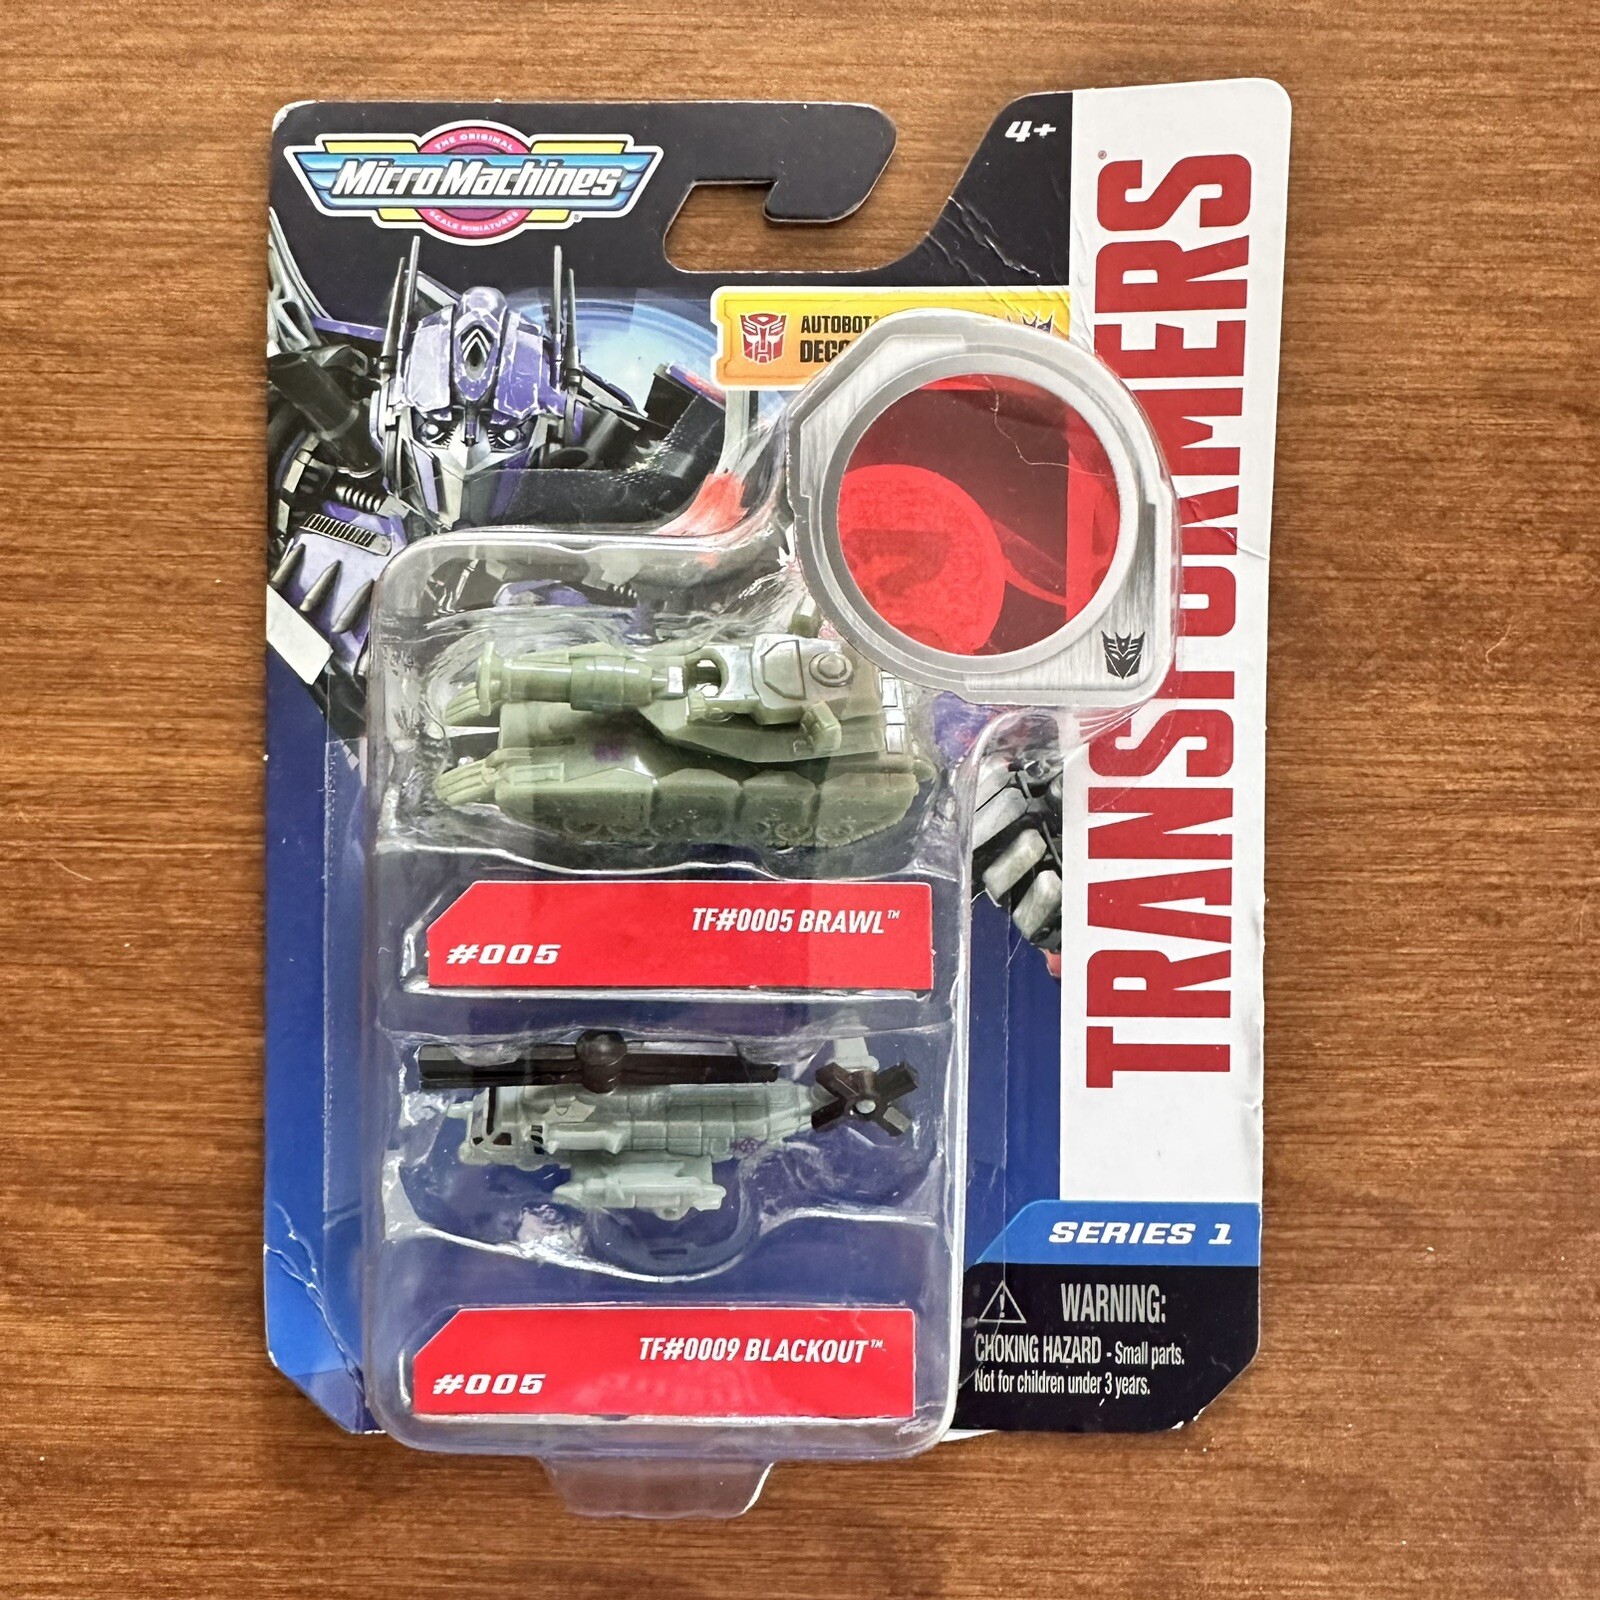 THE ORIGINAL
MicroMachines®
SCALE MINIATURES
4+
TRANSFORMERS®
AUTOBOT
TF#0005 BRAWL™
#005
TF#0009 BLACKOUT™
#005
SERIES 1
WARNING:
CHOKING HAZARD - Small parts.
Not for children under 3 years.